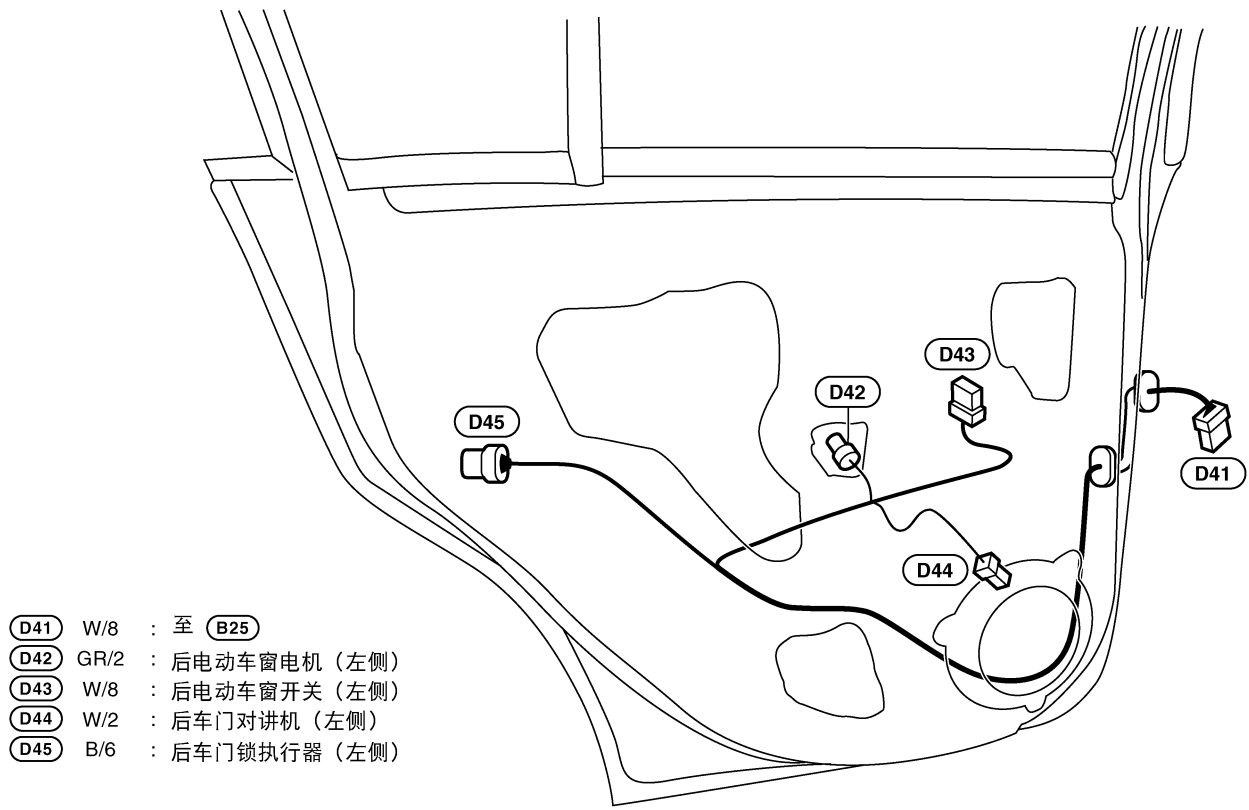 D43
D42
D45
D41
D44
D41 W/8 : 至 B25
D42 GR/2 : 后电动车窗电机（左侧）
D43 W/8 : 后电动车窗开关（左侧）
D44 W/2 : 后车门对讲机（左侧）
D45 B/6 : 后车门锁执行器（左侧）